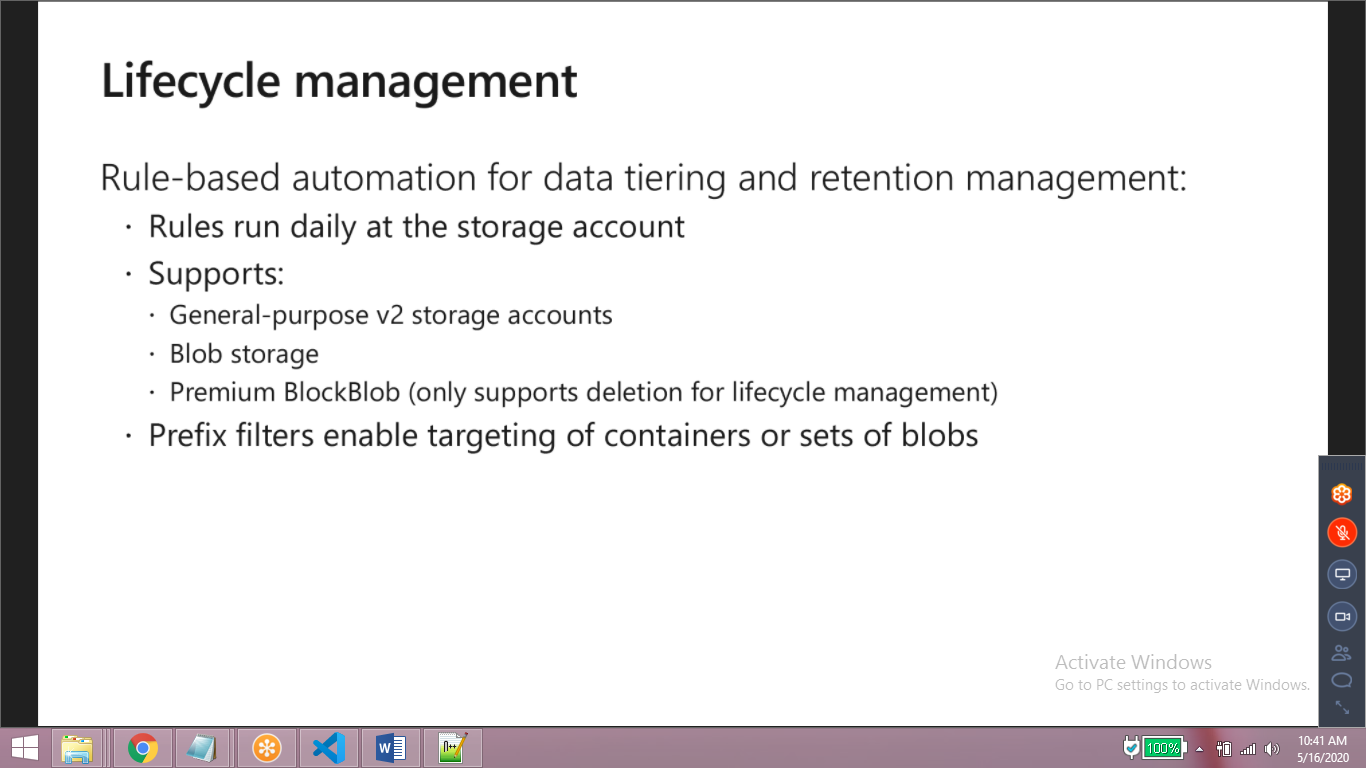 Lifecycle management
Rule-based automation for data tiering and retention management:
· Rules run daily at the storage account
· Supports:
· General-purpose v2 storage accounts
· Blob storage
· Premium BlockBlob (only supports deletion for lifecycle management)
· Prefix filters enable targeting of containers or sets of blobs
Activate Windows
Go to PC settings to activate Windows.
100%
10:41 AM
5/16/2020